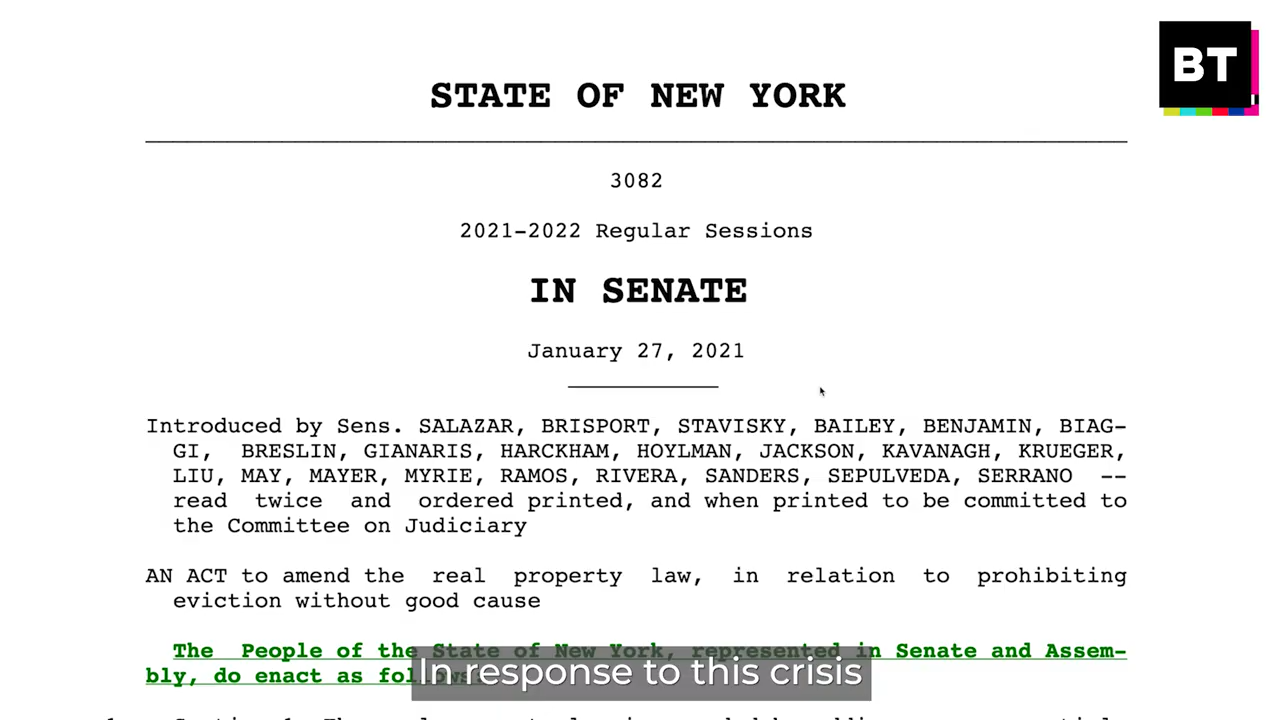 BT
STATE OF NEW YORK
3082
2021-2022 Regular Sessions
IN SENATE
January 27, 2021
Introduced by Sens. SALAZAR, BRISPORT, STAVISKY, BAILEY, BENJAMIN, BIAG-
GI, BRESLIN, GIANARIS, HARCKHAM, HOYLMAN, JACKSON, KAVANAGH, KRUEGER,
LIU, MAY, MAYER, MYRIE, RAMOS, RIVERA, SANDERS, SEPULVEDA, SERRANO --
read twice and ordered printed, and when printed to be committed to
the Committee on Judiciary
AN ACT to amend the real property law, in relation to prohibiting
eviction without good cause
The People of the State of New York, represented in Senate and Assem-
bly, do enact as follows:
In response to this crisis